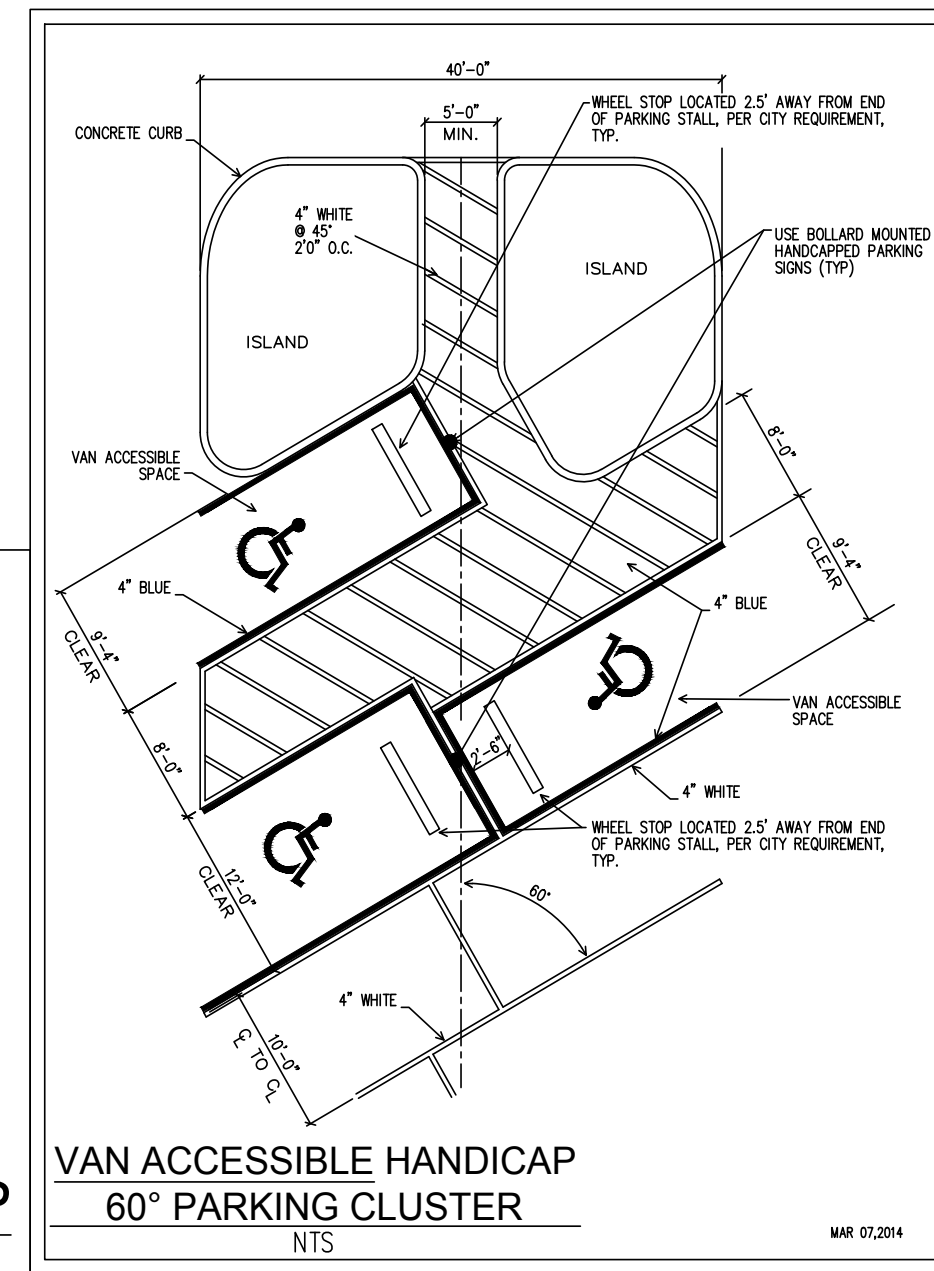 40'-0"
5'-0"
MIN.
WHEEL STOP LOCATED 2.5' AWAY FROM END
OF PARKING STALL, PER CITY REQUIREMENT,
TYP.
CONCRETE CURB
4" WHITE
@ 45°
2'0" O.C.
USE BOLLARD MOUNTED
HANDCAPPED PARKING
SIGNS (TYP)
ISLAND
ISLAND
8'-0"
VAN ACCESSIBLE
SPACE
9'-4"
CLEAR
4" BLUE
4" BLUE
9'-4"
CLEAR
VAN ACCESSIBLE
SPACE
8'-0"
2'-6"
4" WHITE
WHEEL STOP LOCATED 2.5' AWAY FROM END
OF PARKING STALL, PER CITY REQUIREMENT,
TYP.
12'-0"
CLEAR
60°
4" WHITE
10'-0"
℄ TO ℄
VAN ACCESSIBLE HANDICAP
60° PARKING CLUSTER
NTS
MAR 07,2014